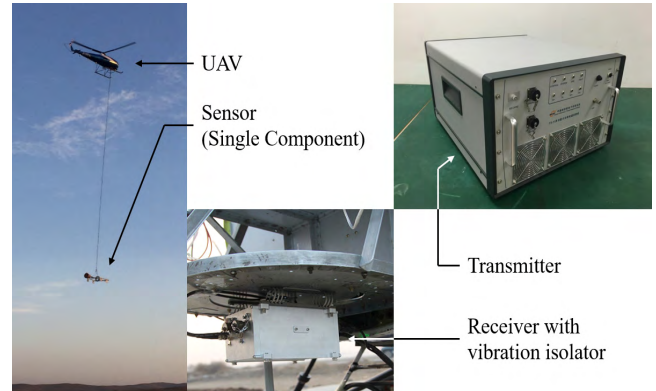 UAV
Sensor
(Single Component)
Transmitter
Receiver with
vibration isolator